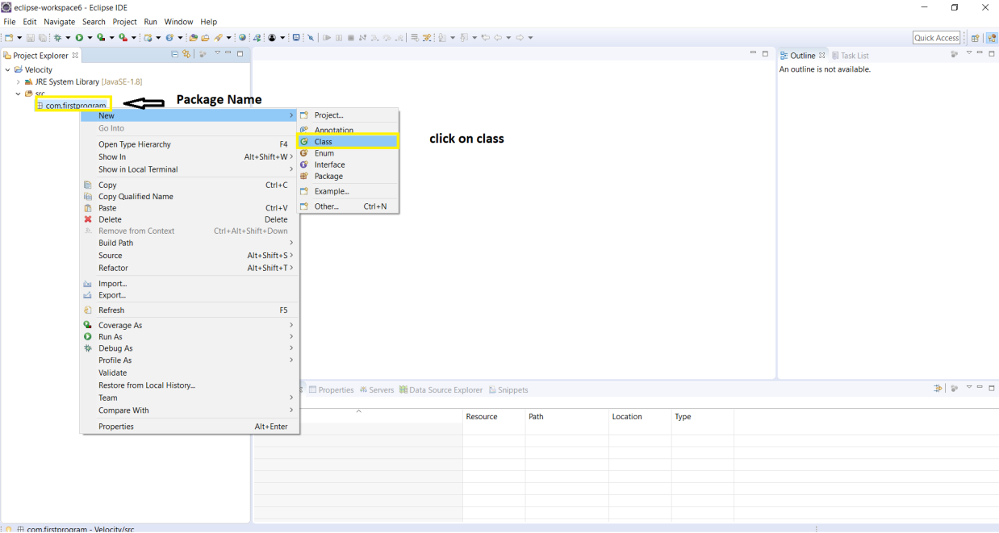 eclipse-workspace6 - Eclipse IDE
File Edit Navigate Search Project Run Window Help
Quick Access
Project Explorer
Velocity
JRE System Library [JavaSE-1.8]
src
com.firstprogram
Package Name
New
Go Into
Open Type Hierarchy F4
Show In Alt+Shift+W
Show in Local Terminal
Copy Ctrl+C
Copy Qualified Name
Paste Ctrl+V
Delete Delete
Remove from Context Ctrl+Alt+Shift+Down
Build Path
Source Alt+Shift+S
Refactor Alt+Shift+T
Import...
Export...
Refresh F5
Coverage As
Run As
Debug As
Profile As
Validate
Restore from Local History...
Team
Compare With
Properties Alt+Enter
Project...
Annotation
Class
Enum
Interface
Package
Example...
Other... Ctrl+N
click on class
Outline Task List
An outline is not available.
Properties Servers Data Source Explorer Snippets
Resource Path Location Type
com.firstprogram - Velocity/src